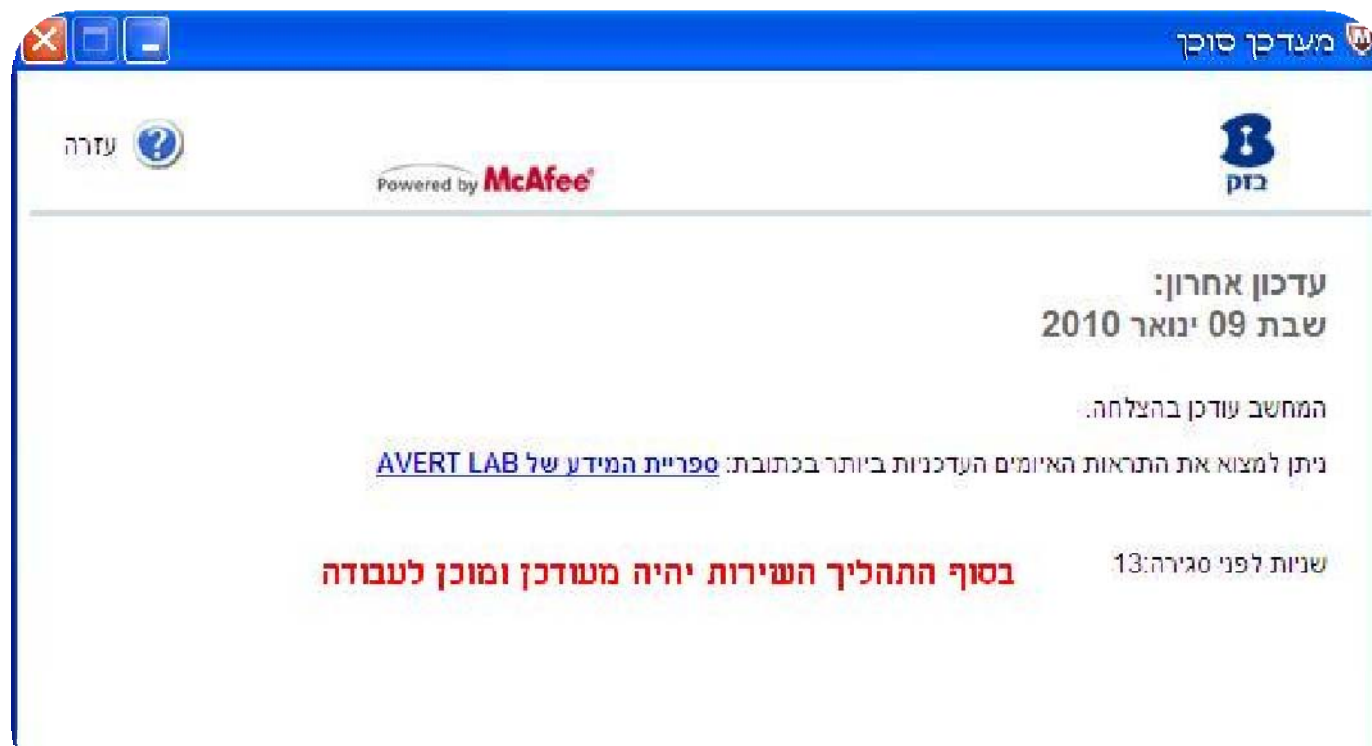 מעדכן סוכן
בזק
Powered by McAfee®
עזרה
עדכון אחרון:
שבת 09 ינואר 2010
המחשב עודכן בהצלחה.
ניתן למצוא את התראות האיומים העדכניות ביותר בכתובת: ספריית המידע של AVERT LAB
שניות לפני סגירה:13
בסוף התהליך השירות יהיה מעודכן ומוכן לעבודה